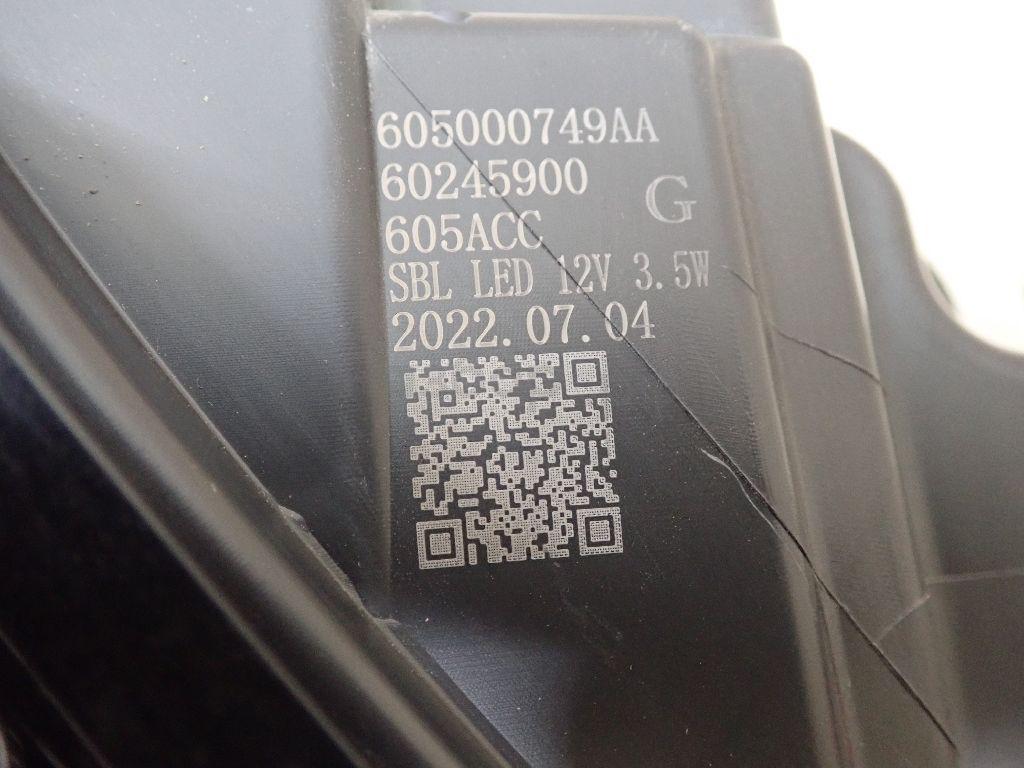 605000749AA
60245900
G
605ACC
SBL LED 12V 3.5W
2022.07.04